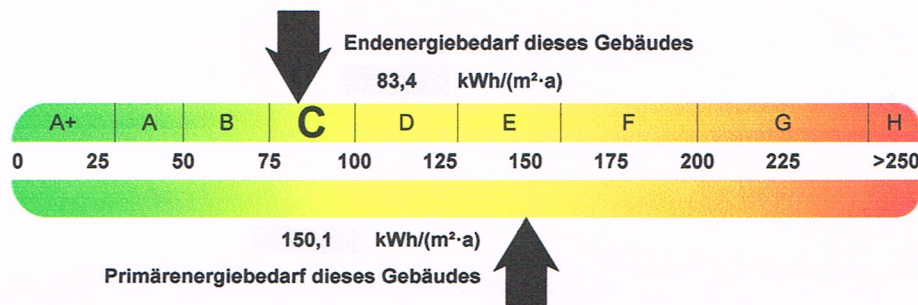 Endenergiebedarf dieses Gebäudes
83,4 kWh/(m²·a)
A+ A B C D E F G H
0 25 50 75 100 125 150 175 200 225 >250
150,1 kWh/(m²·a)
Primärenergiebedarf dieses Gebäudes